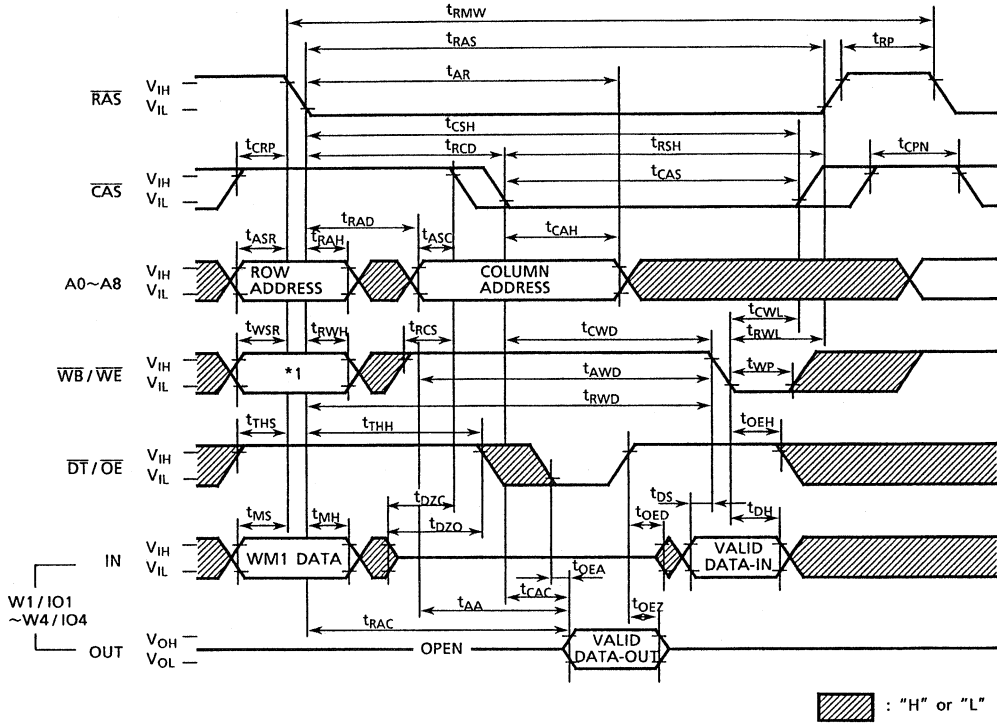 tRMW
tRAS
tRP
tAR
RAS
VIH
VIL
tCSH
tCRP
tRCD
tRSH
tCPN
CAS
VIH
VIL
tCAS
tRAD
tASR
tRAH
tASC
tCAH
A0~A8
VIH
VIL
ROW
ADDRESS
COLUMN
ADDRESS
tCWL
tWSR
tRWH
tRCS
tCWD
tRWL
WB/WE
VIH
VIL
*1
tAWD
tWP
tRWD
tTHS
tTHH
tOEH
DT/OE
VIH
VIL
tDZC
tDS
tMS
tMH
tDZO
tOED
tDH
IN
VIH
VIL
WM1 DATA
VALID
DATA-IN
tOEA
tCAC
W1/IO1
~W4/IO4
tAA
tOEZ
tRAC
OUT
VOH
VOL
OPEN
VALID
DATA-OUT
: "H" or "L"